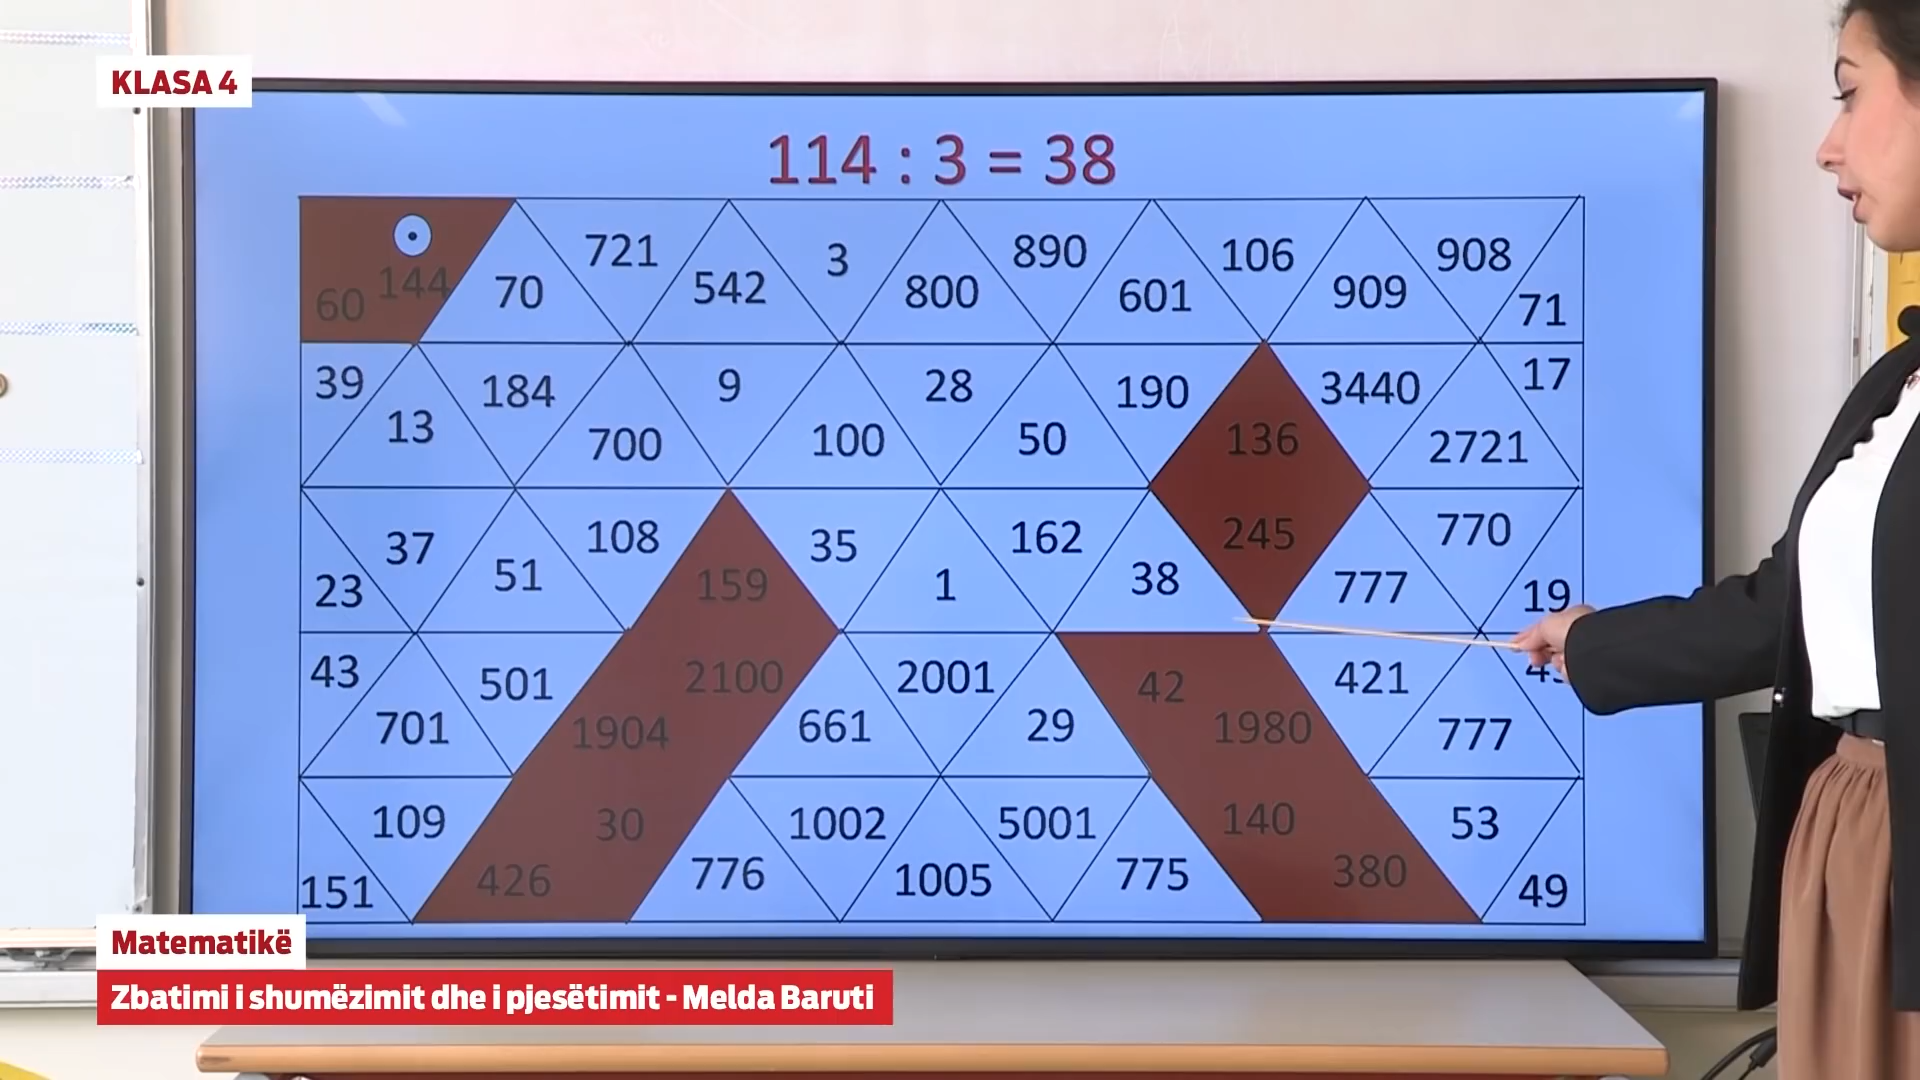 KLASA 4
114 : 3 = 38
60 144 70 721 542 3 800 890 601 106 909 908 71
39 13 184 700 9 100 28 50 190 136 3440 2721 17
23 37 51 108 159 35 1 162 38 245 777 770 19
43 701 501 1904 2100 661 2001 29 42 1980 421 777
151 109 426 30 776 1002 1005 5001 775 140 380 53 49
Matematikë
Zbatimi i shumëzimit dhe i pjesëtimit - Melda Baruti